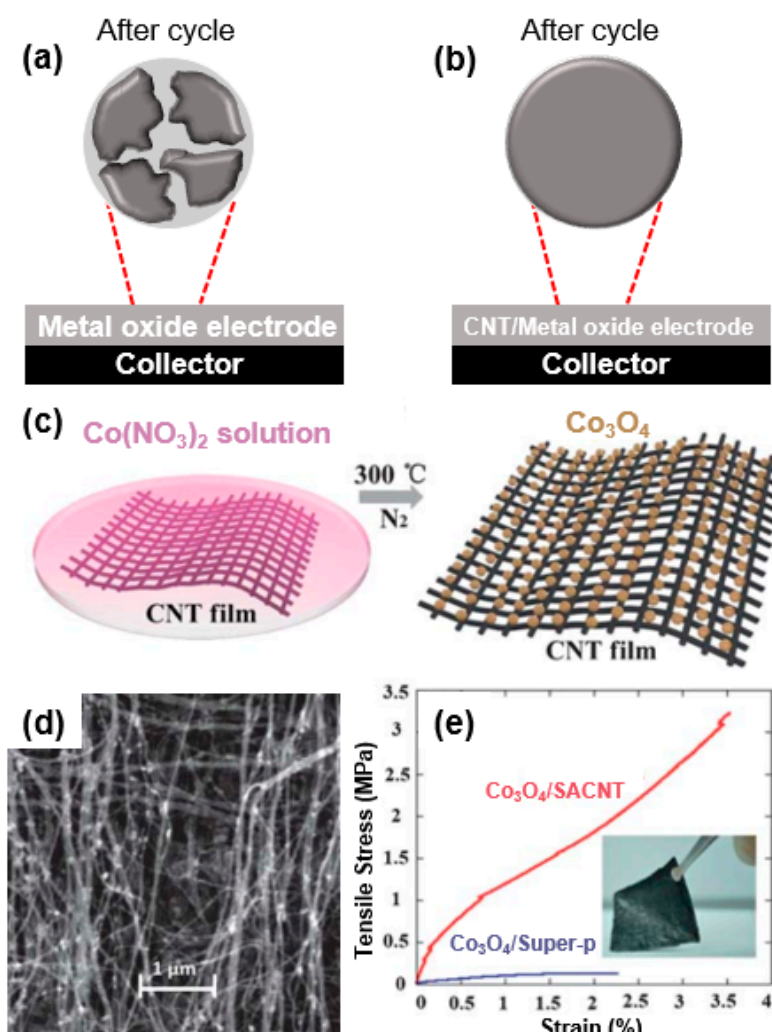 After cycle
(a)
Metal oxide electrode
Collector
After cycle
(b)
CNT/Metal oxide electrode
Collector
(c)
Co(NO₃)₂ solution
CNT film
300 ℃
N₂
Co₃O₄
CNT film
(d)
1 μm
(e)
Tensile Stress (MPa)
3.5
3
2.5
2
1.5
1
0.5
0
Co₃O₄/SACNT
Co₃O₄/Super-p
0 0.5 1 1.5 2 2.5 3 3.5 4
Strain (%)